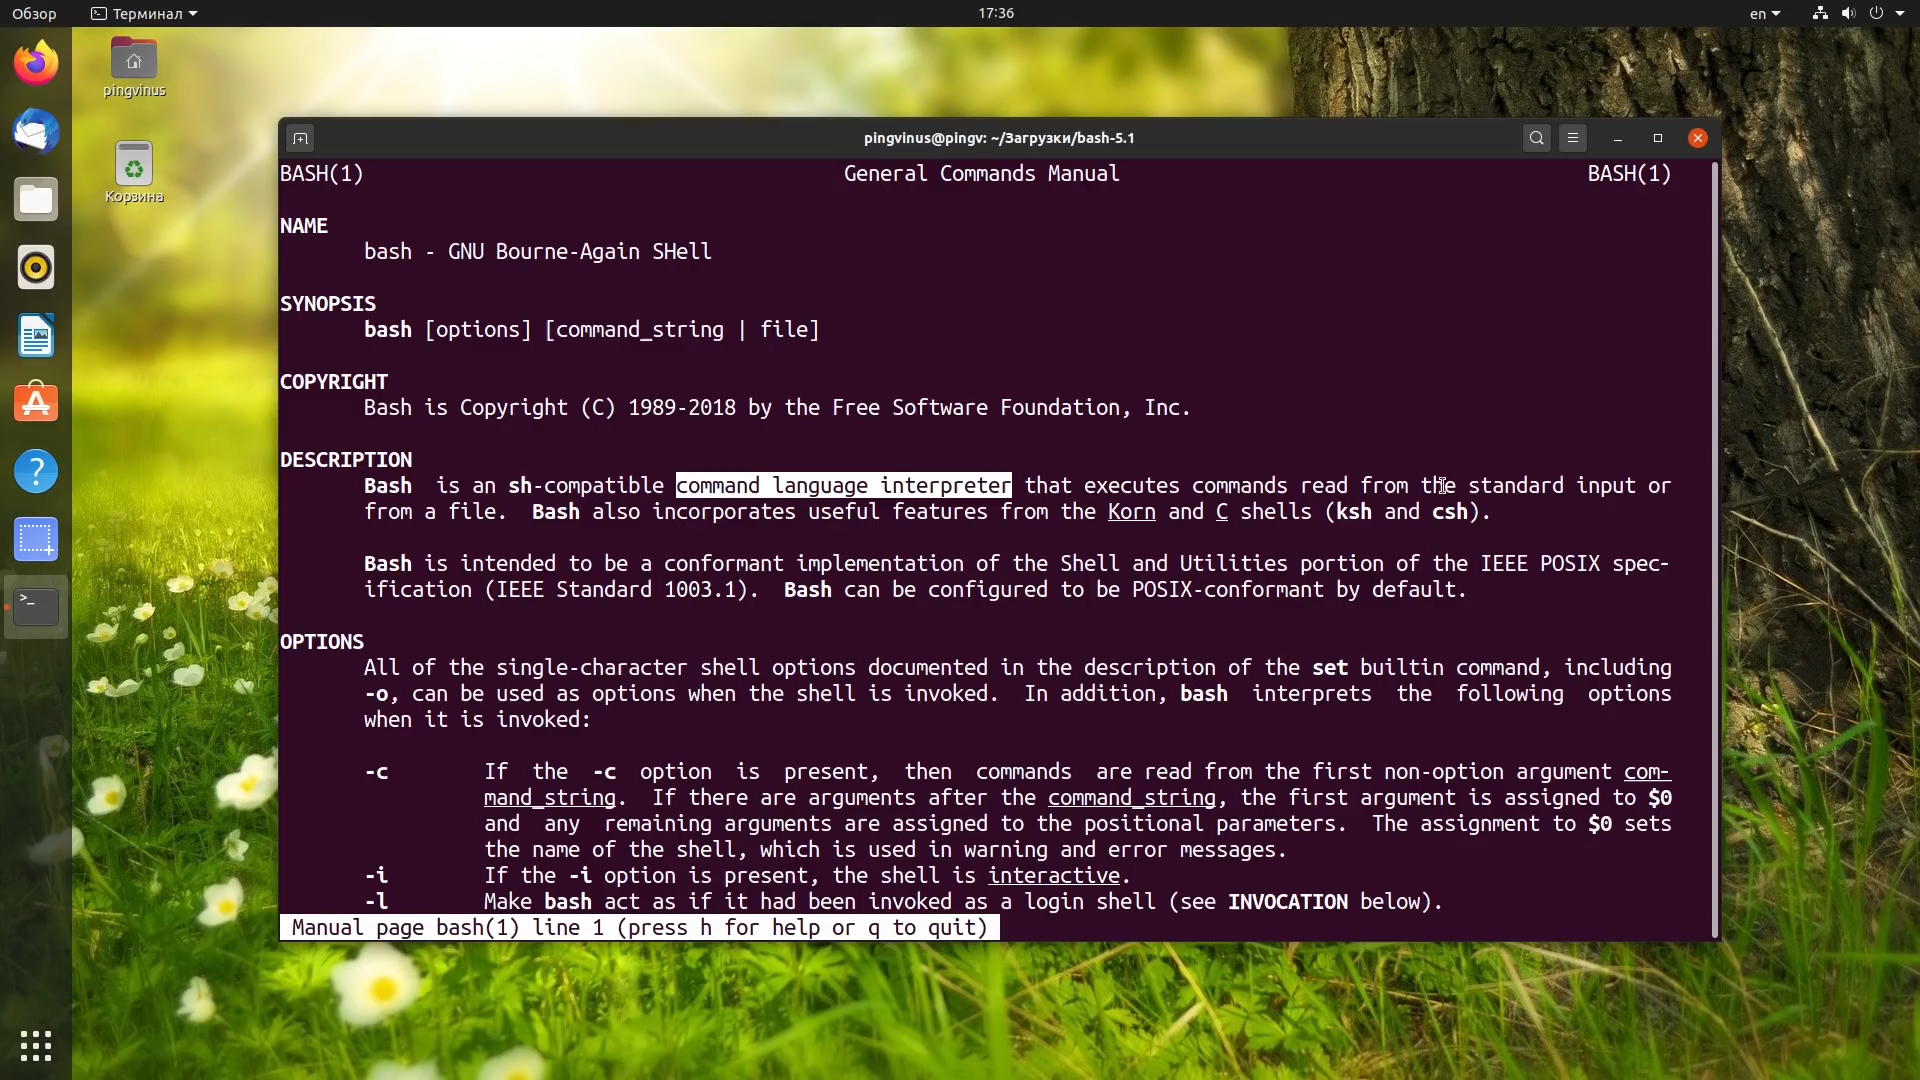 Обзор
Терминал
17:36
en
pingvinus
Корзина
pingvinus@pingv: ~/Загрузки/bash-5.1
BASH(1) General Commands Manual BASH(1)
NAME
bash - GNU Bourne-Again SHell
SYNOPSIS
bash [options] [command_string | file]
COPYRIGHT
Bash is Copyright (C) 1989-2018 by the Free Software Foundation, Inc.
DESCRIPTION
Bash is an sh-compatible command language interpreter that executes commands read from the standard input or
from a file. Bash also incorporates useful features from the Korn and C shells (ksh and csh).
Bash is intended to be a conformant implementation of the Shell and Utilities portion of the IEEE POSIX spec-
ification (IEEE Standard 1003.1). Bash can be configured to be POSIX-conformant by default.
OPTIONS
All of the single-character shell options documented in the description of the set builtin command, including
-o, can be used as options when the shell is invoked. In addition, bash interprets the following options
when it is invoked:
-c If the -c option is present, then commands are read from the first non-option argument com-
mand_string. If there are arguments after the command_string, the first argument is assigned to $0
and any remaining arguments are assigned to the positional parameters. The assignment to $0 sets
the name of the shell, which is used in warning and error messages.
-i If the -i option is present, the shell is interactive.
-l Make bash act as if it had been invoked as a login shell (see INVOCATION below).
Manual page bash(1) line 1 (press h for help or q to quit)